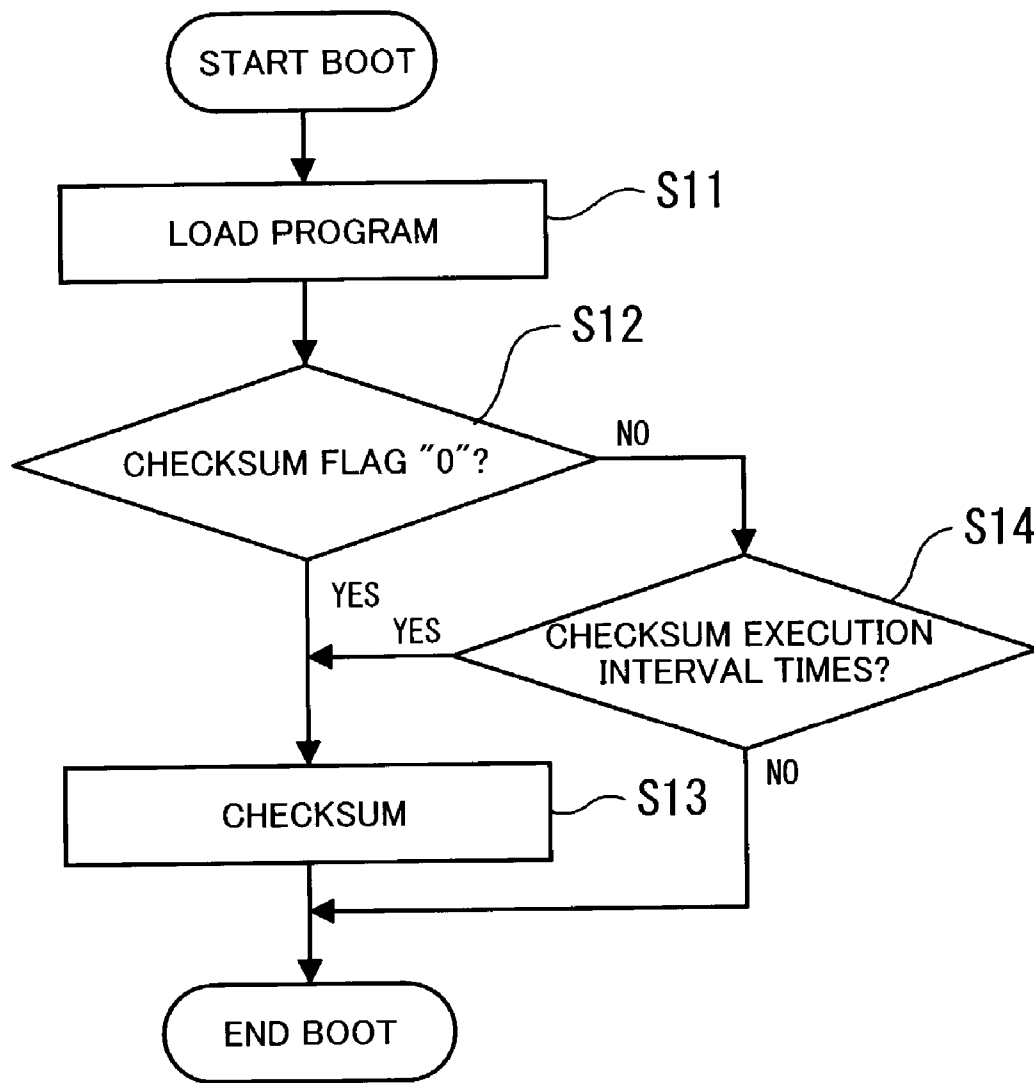 START BOOT
S11
LOAD PROGRAM
S12
CHECKSUM FLAG "0"?
NO
S14
YES
YES
CHECKSUM EXECUTION
INTERVAL TIMES?
NO
S13
CHECKSUM
END BOOT